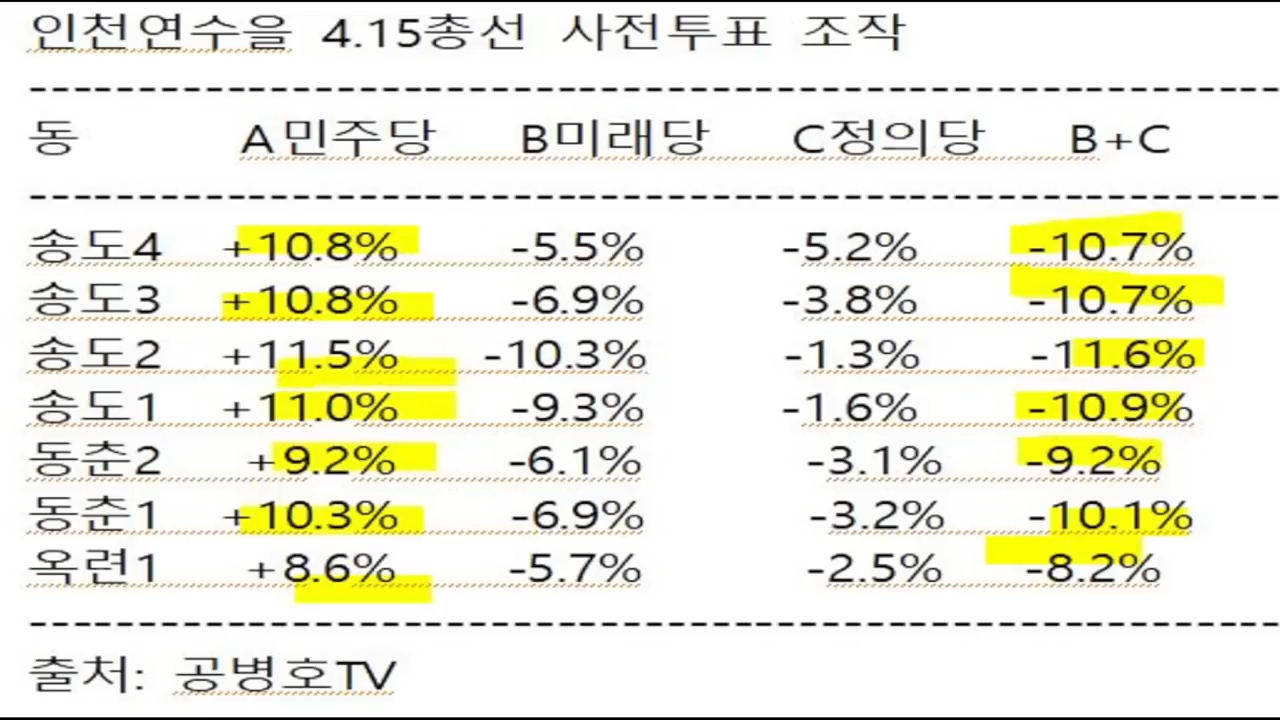 인천연수을 4.15총선 사전투표 조작
동 A민주당 B미래당 C정의당 B+C
송도4 +10.8% -5.5% -5.2% -10.7%
송도3 +10.8% -6.9% -3.8% -10.7%
송도2 +11.5% -10.3% -1.3% -11.6%
송도1 +11.0% -9.3% -1.6% -10.9%
동춘2 +9.2% -6.1% -3.1% -9.2%
동춘1 +10.3% -6.9% -3.2% -10.1%
옥련1 +8.6% -5.7% -2.5% -8.2%
출처: 공병호TV